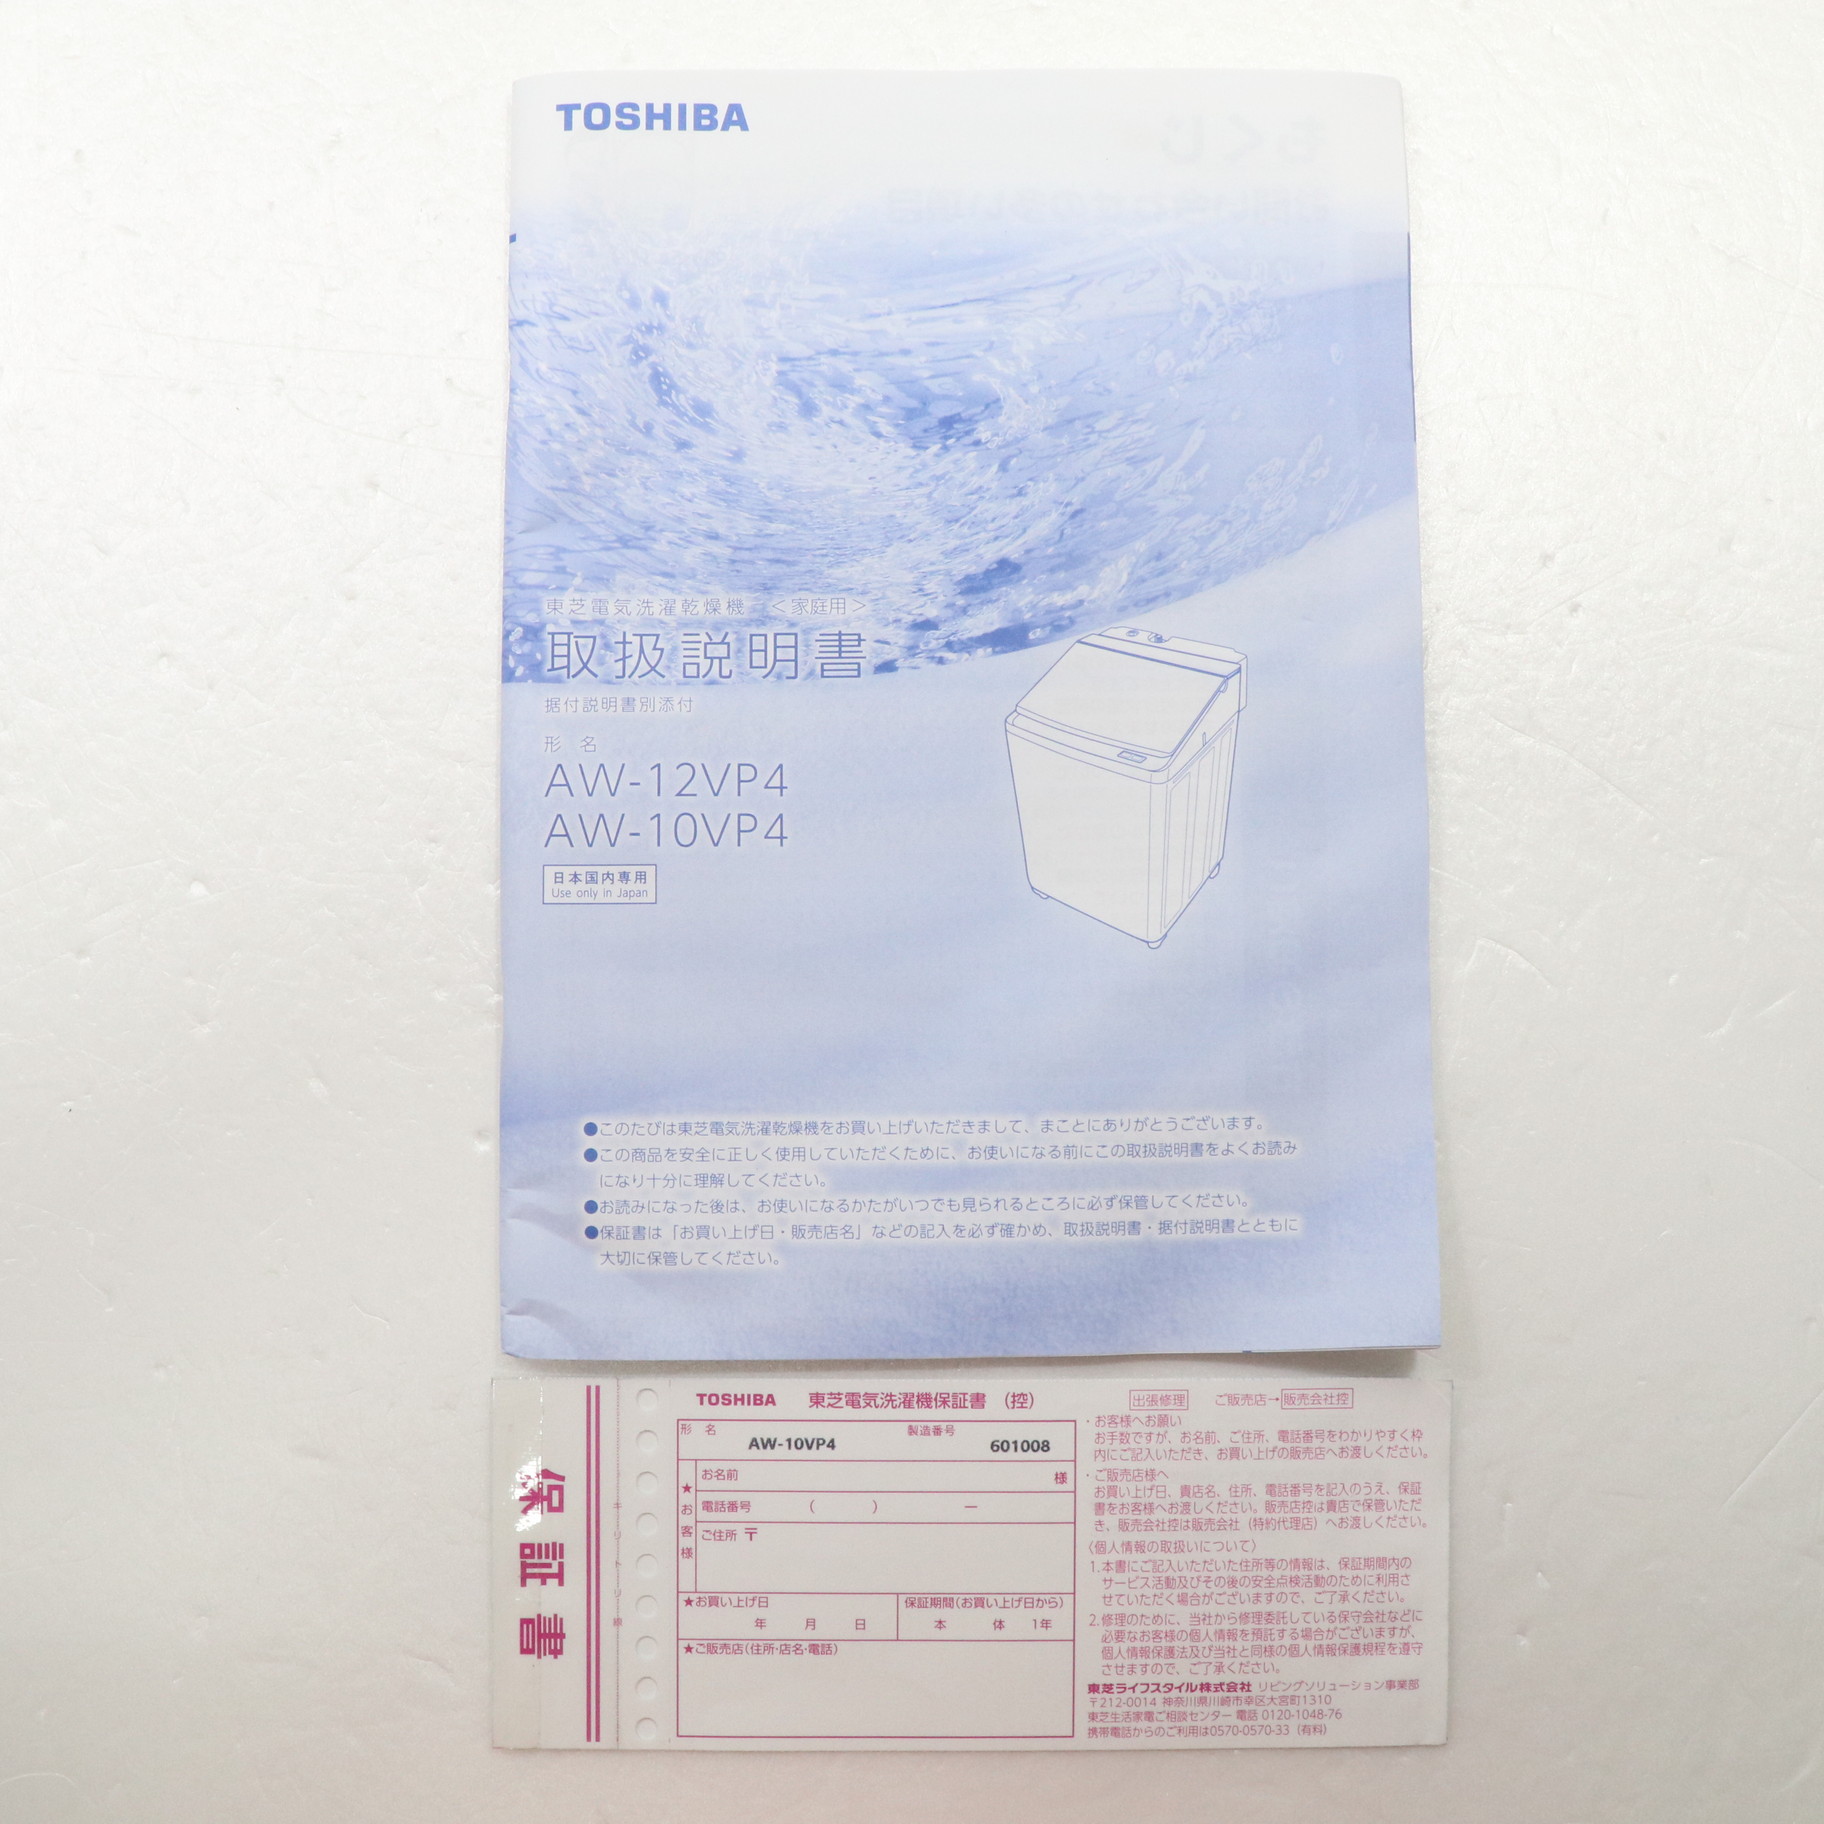 TOSHIBA
東芝電気洗濯乾燥機 ＜家庭用＞
取扱説明書
据付説明書別添付
形 名
AW-12VP4
AW-10VP4
日本国内専用
Use only in Japan
●このたびは東芝電気洗濯乾燥機をお買い上げいただきまして、まことにありがとうございます。
●この商品を安全に正しく使用していただくために、お使いになる前にこの取扱説明書をよくお読み
になり十分に理解してください。
●お読みになった後は、お使いになるかたがいつでも見られるところに必ず保管してください。
●保証書は「お買い上げ日・販売店名」などの記入を必ず確かめ、取扱説明書・据付説明書とともに
大切に保管してください。
保証書
キリトリ線
TOSHIBA 東芝電気洗濯機保証書 (控)
形 名 AW-10VP4 製造番号 601008
★お客様
お名前 様
電話番号 ( ) ー
ご住所 〒
★お買い上げ日
年 月 日
保証期間(お買い上げ日から)
本 体 1年
★ご販売店(住所・店名・電話)
出張修理 ご販売店→販売会社控
・お客様へお願い
お手数ですが、お名前、ご住所、電話番号をわかりやすく枠
内にご記入いただき、お買い上げの販売店へお渡しください。
・ご販売店様へ
お買い上げ日、貴店名、住所、電話番号を記入のうえ、保証
書をお客様へお渡しください。販売店控は貴店で保管いただ
き、販売会社控は販売会社（特約代理店）へお渡しください。
〈個人情報の取扱いについて〉
1.本書にご記入いただいた住所等の情報は、保証期間内の
サービス活動及びその後の安全点検活動のために利用さ
せていただく場合がございますので、ご了承ください。
2.修理のために、当社から修理委託している保守会社などに
必要なお客様の個人情報を預託する場合がございますが、
個人情報保護法及び当社と同様の個人情報保護規程を遵守
させますので、ご了承ください。
東芝ライフスタイル株式会社 リビングソリューション事業部
〒212-0014 神奈川県川崎市幸区大宮町1310
東芝生活家電ご相談センター 電話 0120-1048-76
携帯電話からのご利用は0570-0570-33（有料）